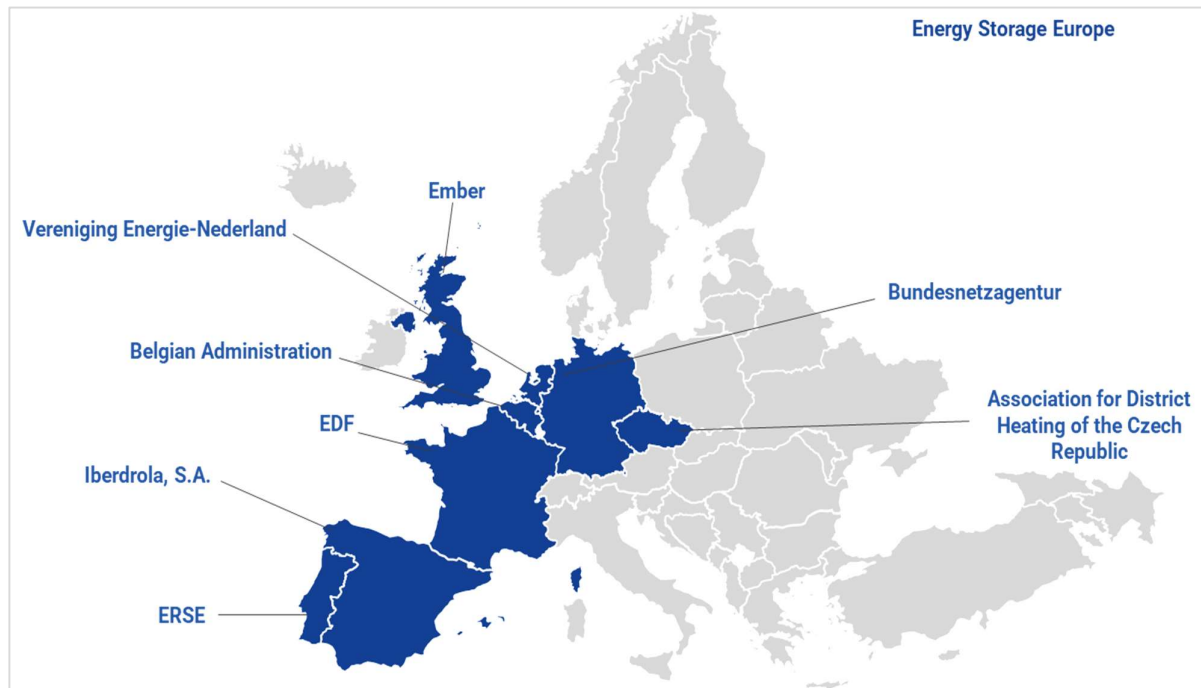 Energy Storage Europe
Ember
Vereniging Energie-Nederland
Bundesnetzagentur
Belgian Administration
Association for District
Heating of the Czech
Republic
EDF
Iberdrola, S.A.
ERSE